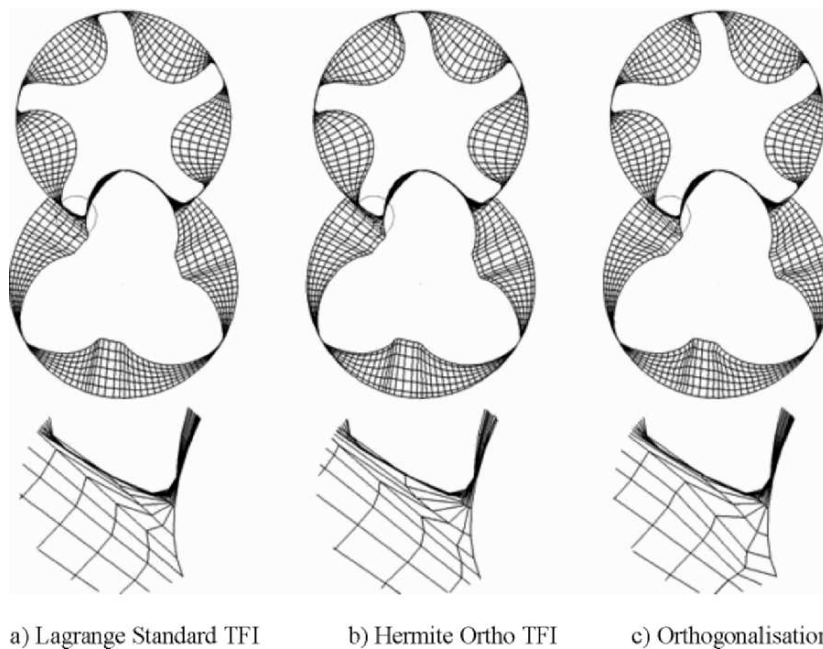 a) Lagrange Standard TFI
b) Hermite Ortho TFI
c) Orthogonalisation